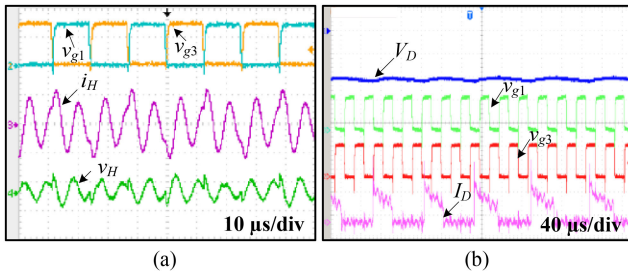 v_g1
v_g3
i_H
v_H
10 µs/div
V_D
v_g1
v_g3
I_D
40 µs/div
(a)
(b)